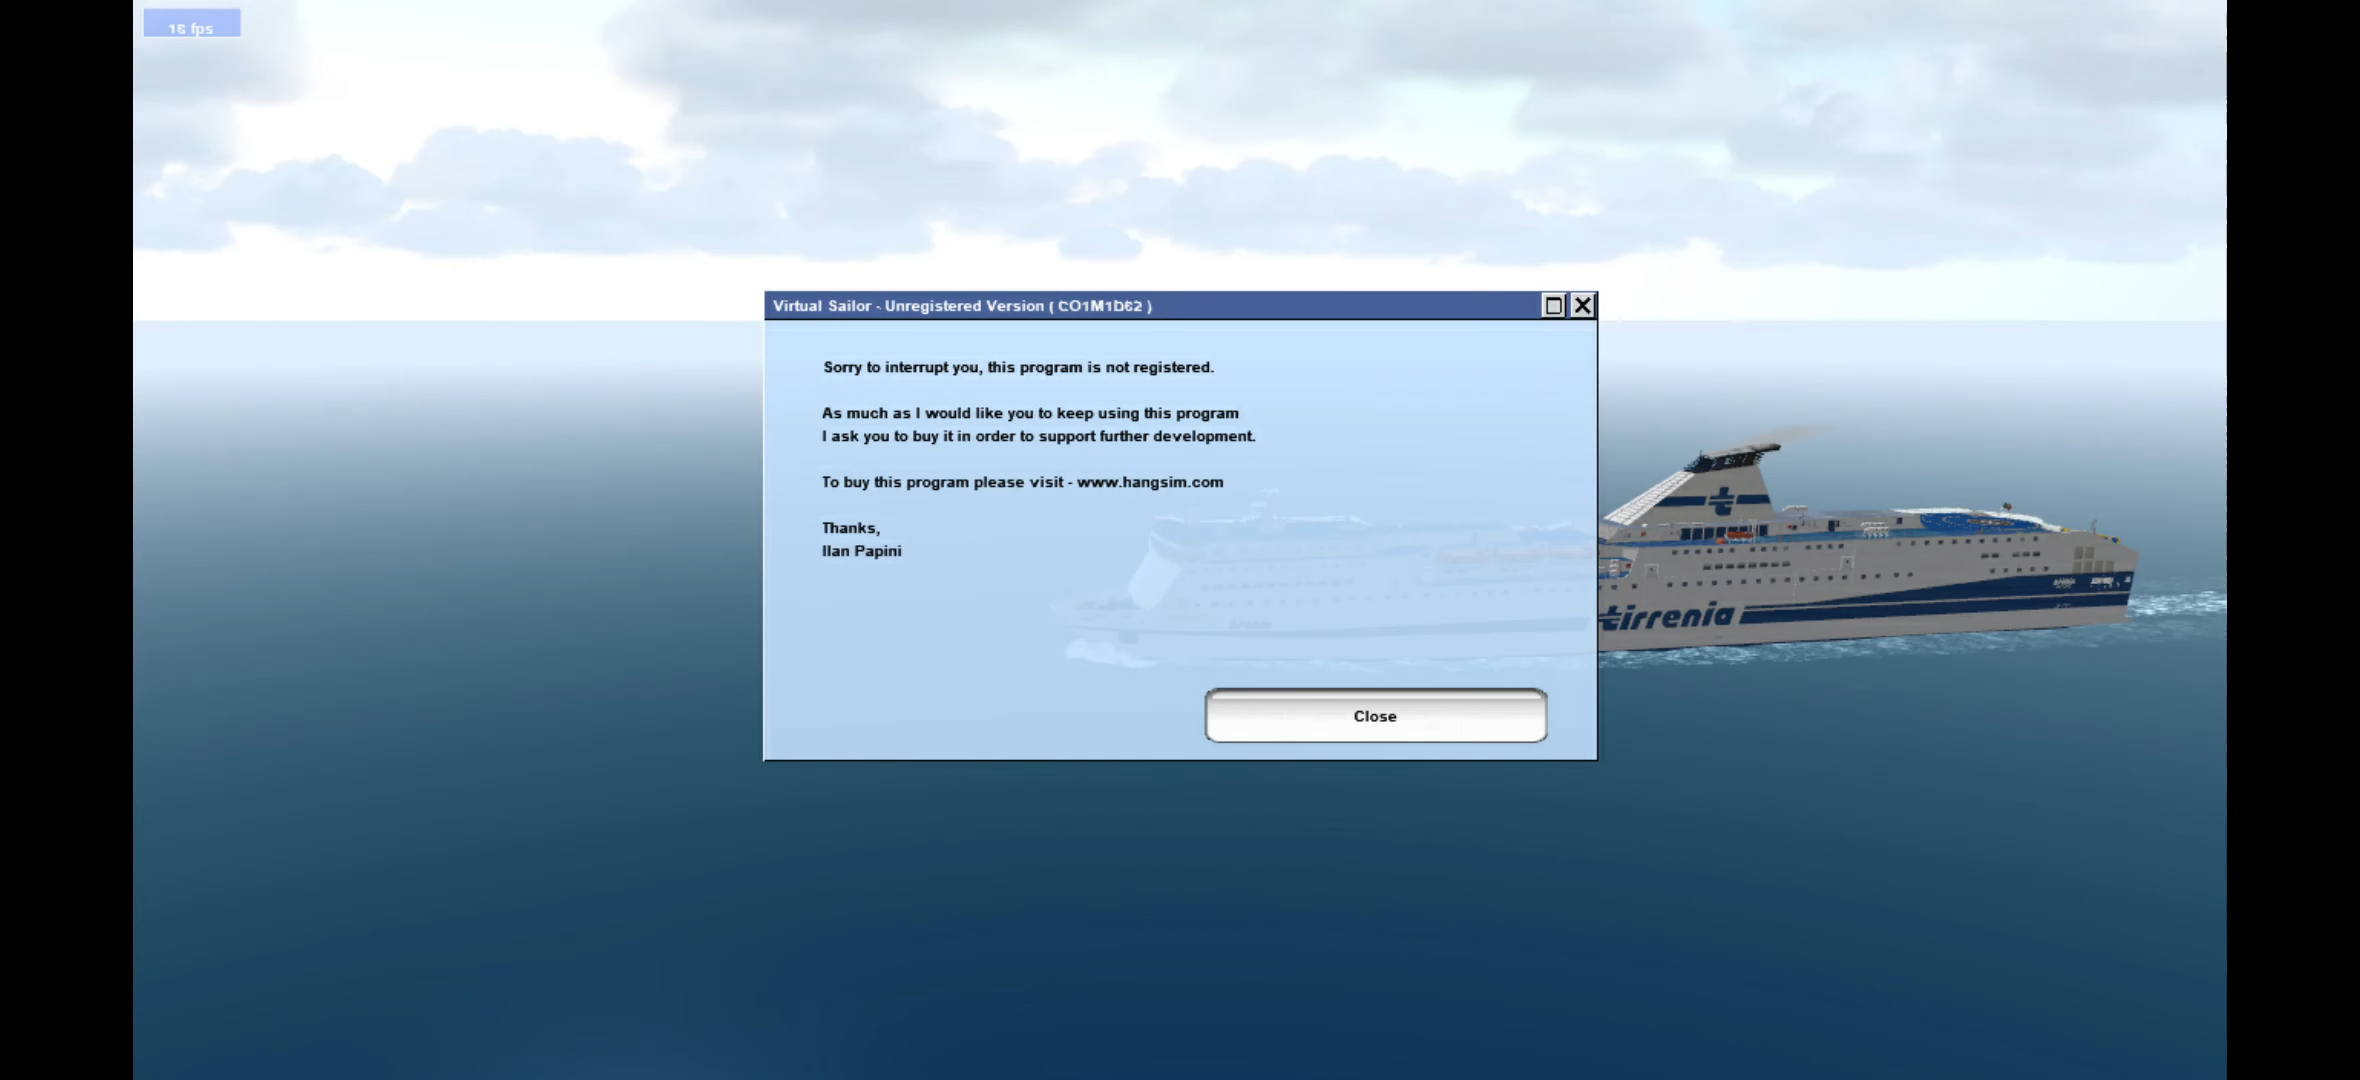 16 fps
Virtual Sailor - Unregistered Version ( CO1M1D62 )
Sorry to interrupt you, this program is not registered.
As much as I would like you to keep using this program
I ask you to buy it in order to support further development.
To buy this program please visit - www.hangsim.com
Thanks,
Ilan Papini
tirrenia
Close